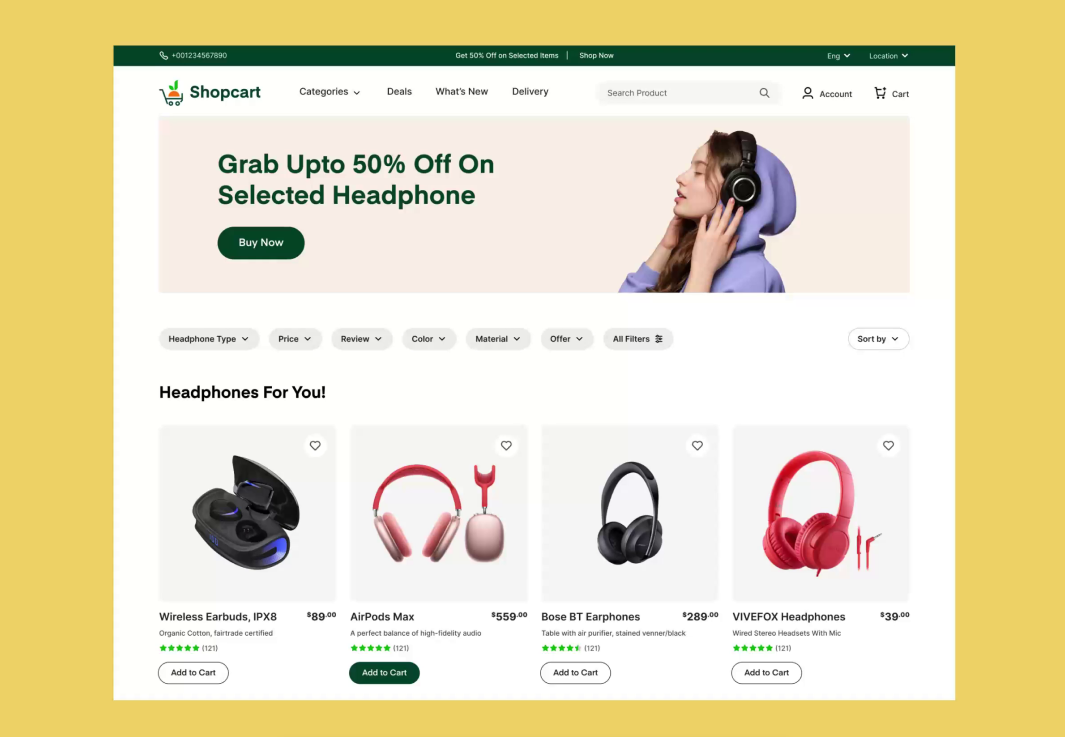 +001234567890
Get 50% Off on Selected Items | Shop Now
Eng
Location
Shopcart
Categories
Deals
What's New
Delivery
Search Product
Account
Cart
Grab Upto 50% Off On
Selected Headphone
Buy Now
Headphone Type
Price
Review
Color
Material
Offer
All Filters
Sort by
Headphones For You!
Wireless Earbuds, IPX8
$89.00
Organic Cotton, fairtrade certified
(121)
Add to Cart
AirPods Max
$559.00
A perfect balance of high-fidelity audio
(121)
Add to Cart
Bose BT Earphones
$289.00
Table with air purifier, stained venner/black
(121)
Add to Cart
VIVEFOX Headphones
$39.00
Wired Stereo Headsets With Mic
(121)
Add to Cart